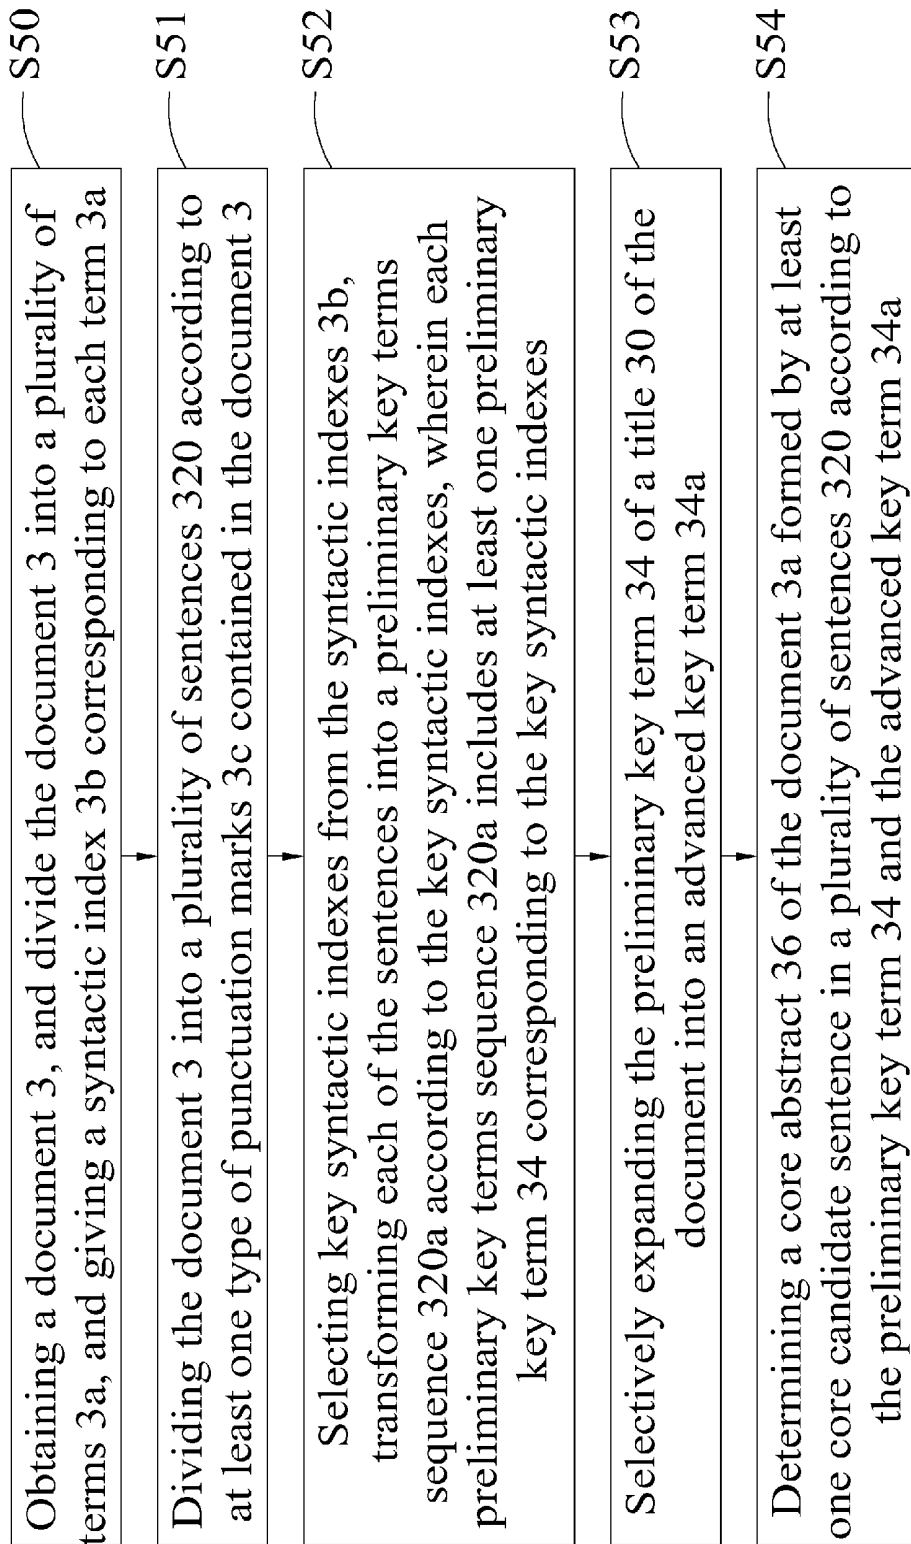 Obtaining a document 3, and divide the document 3 into a plurality of
terms 3a, and giving a syntactic index 3b corresponding to each term 3a
S50
Dividing the document 3 into a plurality of sentences 320 according to
at least one type of punctuation marks 3c contained in the document 3
S51
Selecting key syntactic indexes from the syntactic indexes 3b,
transforming each of the sentences into a preliminary key terms
sequence 320a according to the key syntactic indexes, wherein each
preliminary key terms sequence 320a includes at least one preliminary
key term 34 corresponding to the key syntactic indexes
S52
Selectively expanding the preliminary key term 34 of a title 30 of the
document into an advanced key term 34a
S53
Determining a core abstract 36 of the document 3a formed by at least
one core candidate sentence in a plurality of sentences 320 according to
the preliminary key term 34 and the advanced key term 34a
S54